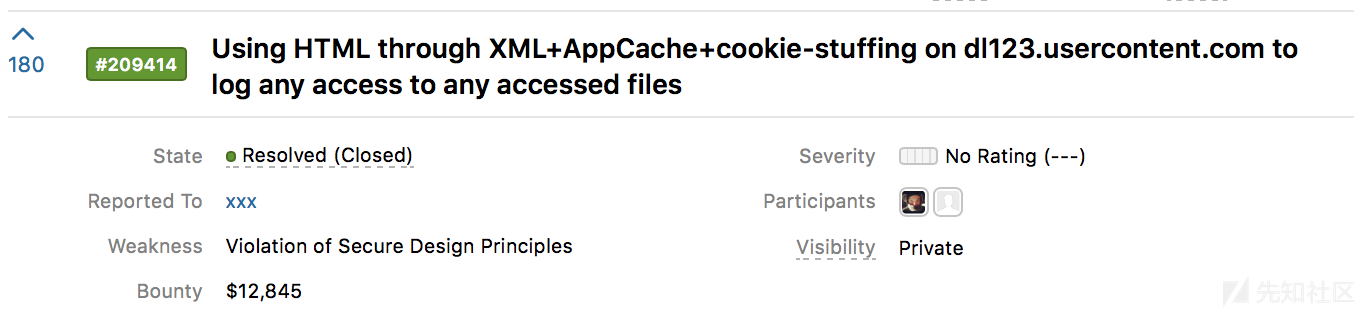 180
#209414
Using HTML through XML+AppCache+cookie-stuffing on dl123.usercontent.com to
log any access to any accessed files
State Resolved (Closed)
Severity No Rating (---)
Reported To xxx
Participants
Weakness Violation of Secure Design Principles
Visibility Private
Bounty $12,845
先知社区